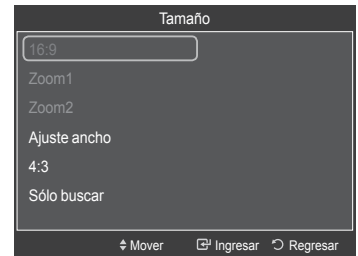 Tamaño
16:9
Zoom1
Zoom2
Ajuste ancho
4:3
Sólo buscar
Mover Ingresar Regresar